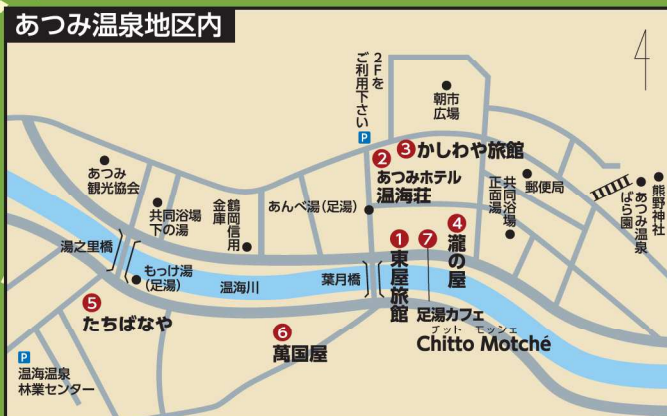 あつみ温泉地区内
2Fを
ご利用下さい
P
朝市
広場
❸かしわや旅館
❷
あつみホテル
温海荘
あつみ
観光協会
共同浴場
下の湯
鶴岡信用
金庫
あんべ湯(足湯)
共同浴場
正面湯
郵便局
熊野神社
あつみ温泉
ばら園
湯之里橋
もっけ湯
(足湯)
温海川
葉月橋
❶東屋旅館
❼
❹瀧の屋
足湯カフェ
チット モッシェ
Chitto Motché
❺
たちばなや
❻
萬国屋
P
温海温泉
林業センター
4